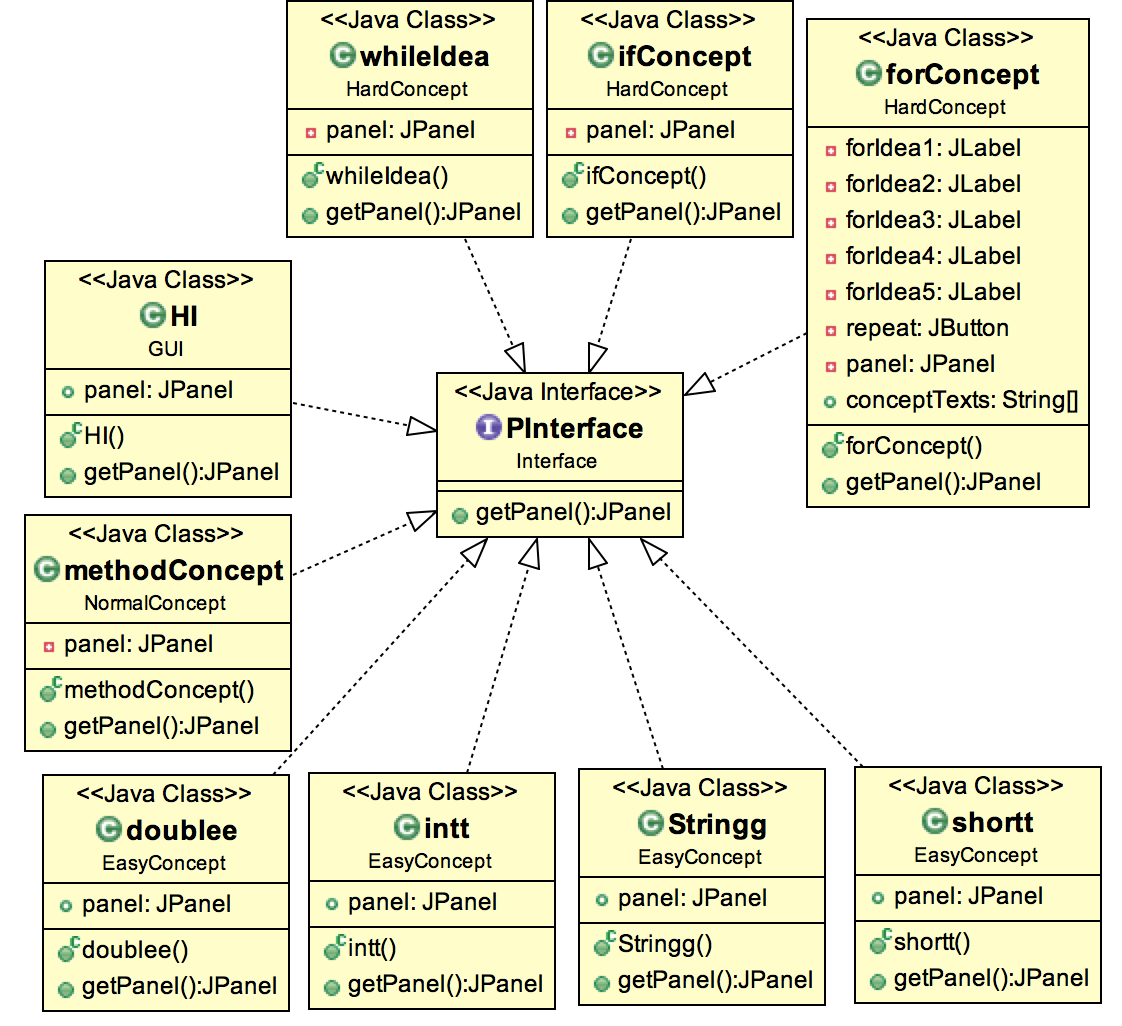 <<Java Class>>
whileIdea
HardConcept
panel: JPanel
whileIdea()
getPanel():JPanel
<<Java Class>>
ifConcept
HardConcept
panel: JPanel
ifConcept()
getPanel():JPanel
<<Java Class>>
forConcept
HardConcept
forIdea1: JLabel
forIdea2: JLabel
forIdea3: JLabel
forIdea4: JLabel
forIdea5: JLabel
repeat: JButton
panel: JPanel
conceptTexts: String[]
forConcept()
getPanel():JPanel
<<Java Class>>
HI
GUI
panel: JPanel
HI()
getPanel():JPanel
<<Java Interface>>
PInterface
Interface
getPanel():JPanel
<<Java Class>>
methodConcept
NormalConcept
panel: JPanel
methodConcept()
getPanel():JPanel
<<Java Class>>
doublee
EasyConcept
panel: JPanel
doublee()
getPanel():JPanel
<<Java Class>>
intt
EasyConcept
panel: JPanel
intt()
getPanel():JPanel
<<Java Class>>
Stringg
EasyConcept
panel: JPanel
Stringg()
getPanel():JPanel
<<Java Class>>
shortt
EasyConcept
panel: JPanel
shortt()
getPanel():JPanel